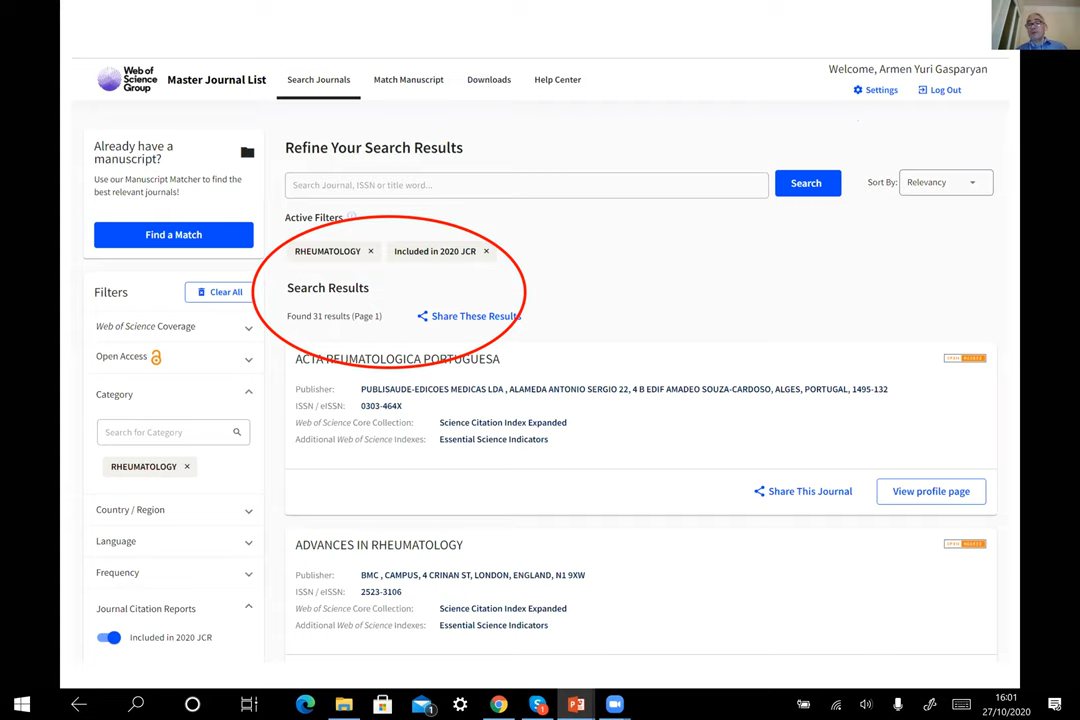 Web of
Science
Group
Master Journal List
Search Journals
Match Manuscript
Downloads
Help Center
Welcome, Armen Yuri Gasparyan
Settings
Log Out
Already have a
manuscript?
Use our Manuscript Matcher to find the
best relevant journals!
Find a Match
Filters
Clear All
Web of Science Coverage
Open Access
Category
Search for Category
RHEUMATOLOGY ×
Country / Region
Language
Frequency
Journal Citation Reports
Included in 2020 JCR
Refine Your Search Results
Search Journal, ISSN or title word...
Search
Sort By:
Relevancy
Active Filters
RHEUMATOLOGY ×
Included in 2020 JCR ×
Search Results
Found 31 results (Page 1)
Share These Results
ACTA REUMATOLOGICA PORTUGUESA
OPEN ACCESS
Publisher: PUBLISAUDE-EDICOES MEDICAS LDA , ALAMEDA ANTONIO SERGIO 22, 4 B EDIF AMADEO SOUZA-CARDOSO, ALGES, PORTUGAL, 1495-132
ISSN / eISSN: 0303-464X
Web of Science Core Collection: Science Citation Index Expanded
Additional Web of Science Indexes: Essential Science Indicators
Share This Journal
View profile page
ADVANCES IN RHEUMATOLOGY
OPEN ACCESS
Publisher: BMC , CAMPUS, 4 CRINAN ST, LONDON, ENGLAND, N1 9XW
ISSN / eISSN: 2523-3106
Web of Science Core Collection: Science Citation Index Expanded
Additional Web of Science Indexes: Essential Science Indicators
16:01
27/10/2020